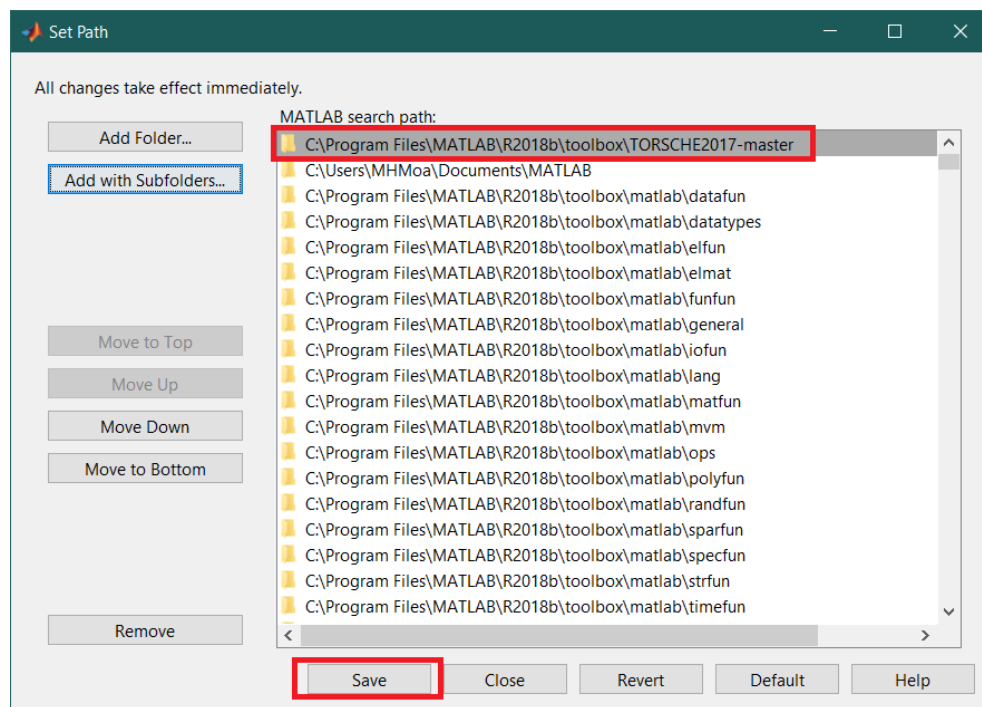 Set Path
All changes take effect immediately.
MATLAB search path:
Add Folder...
Add with Subfolders...
Move to Top
Move Up
Move Down
Move to Bottom
Remove
C:\Program Files\MATLAB\R2018b\toolbox\TORSCHE2017-master
C:\Users\MHMoa\Documents\MATLAB
C:\Program Files\MATLAB\R2018b\toolbox\matlab\datafun
C:\Program Files\MATLAB\R2018b\toolbox\matlab\datatypes
C:\Program Files\MATLAB\R2018b\toolbox\matlab\elfun
C:\Program Files\MATLAB\R2018b\toolbox\matlab\elmat
C:\Program Files\MATLAB\R2018b\toolbox\matlab\funfun
C:\Program Files\MATLAB\R2018b\toolbox\matlab\general
C:\Program Files\MATLAB\R2018b\toolbox\matlab\iofun
C:\Program Files\MATLAB\R2018b\toolbox\matlab\lang
C:\Program Files\MATLAB\R2018b\toolbox\matlab\matfun
C:\Program Files\MATLAB\R2018b\toolbox\matlab\mvm
C:\Program Files\MATLAB\R2018b\toolbox\matlab\ops
C:\Program Files\MATLAB\R2018b\toolbox\matlab\polyfun
C:\Program Files\MATLAB\R2018b\toolbox\matlab\randfun
C:\Program Files\MATLAB\R2018b\toolbox\matlab\sparfun
C:\Program Files\MATLAB\R2018b\toolbox\matlab\specfun
C:\Program Files\MATLAB\R2018b\toolbox\matlab\strfun
C:\Program Files\MATLAB\R2018b\toolbox\matlab\timefun
Save Close Revert Default Help